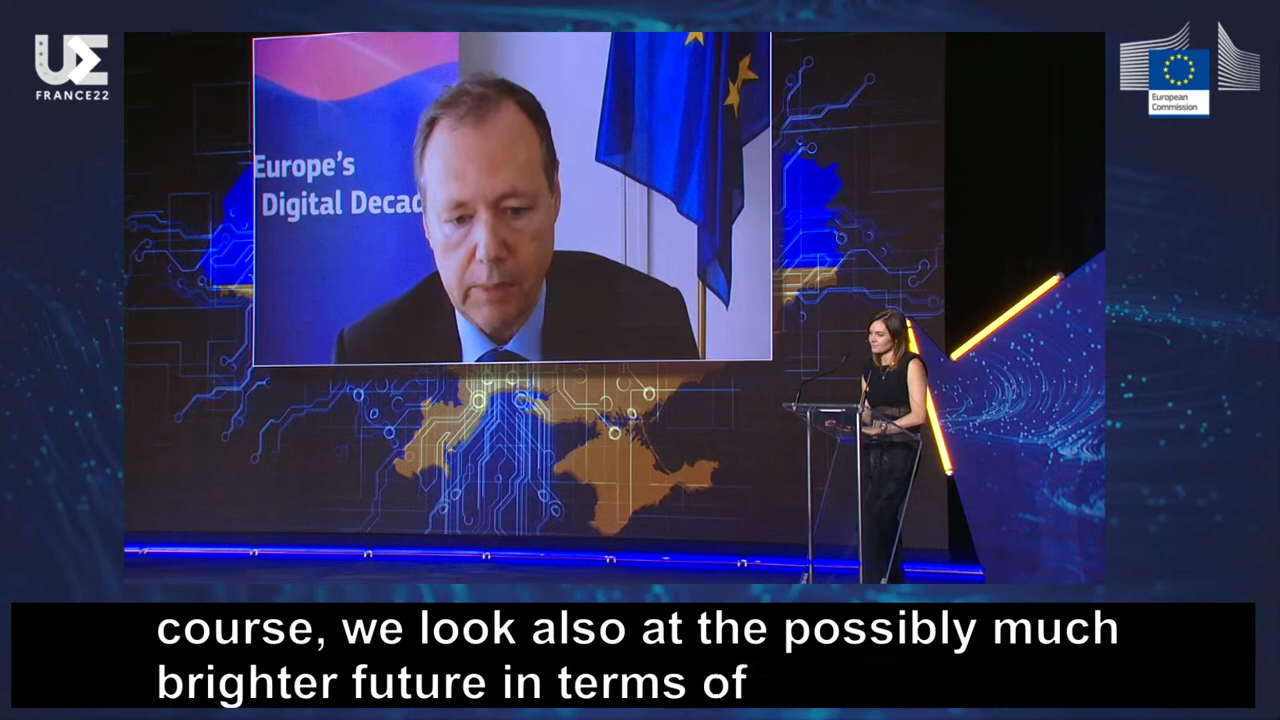 UE
FRANCE22
European
Commission
Europe's
Digital Decad
course, we look also at the possibly much
brighter future in terms of